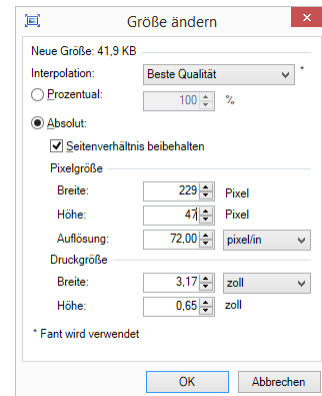 Größe ändern
Neue Größe: 41,9 KB
Interpolation: Beste Qualität *
Prozentual: 100 %
Absolut:
Seitenverhältnis beibehalten
Pixelgröße
Breite: 229 Pixel
Höhe: 47 Pixel
Auflösung: 72,00 pixel/in
Druckgröße
Breite: 3,17 zoll
Höhe: 0,65 zoll
* Fant wird verwendet
OK Abbrechen